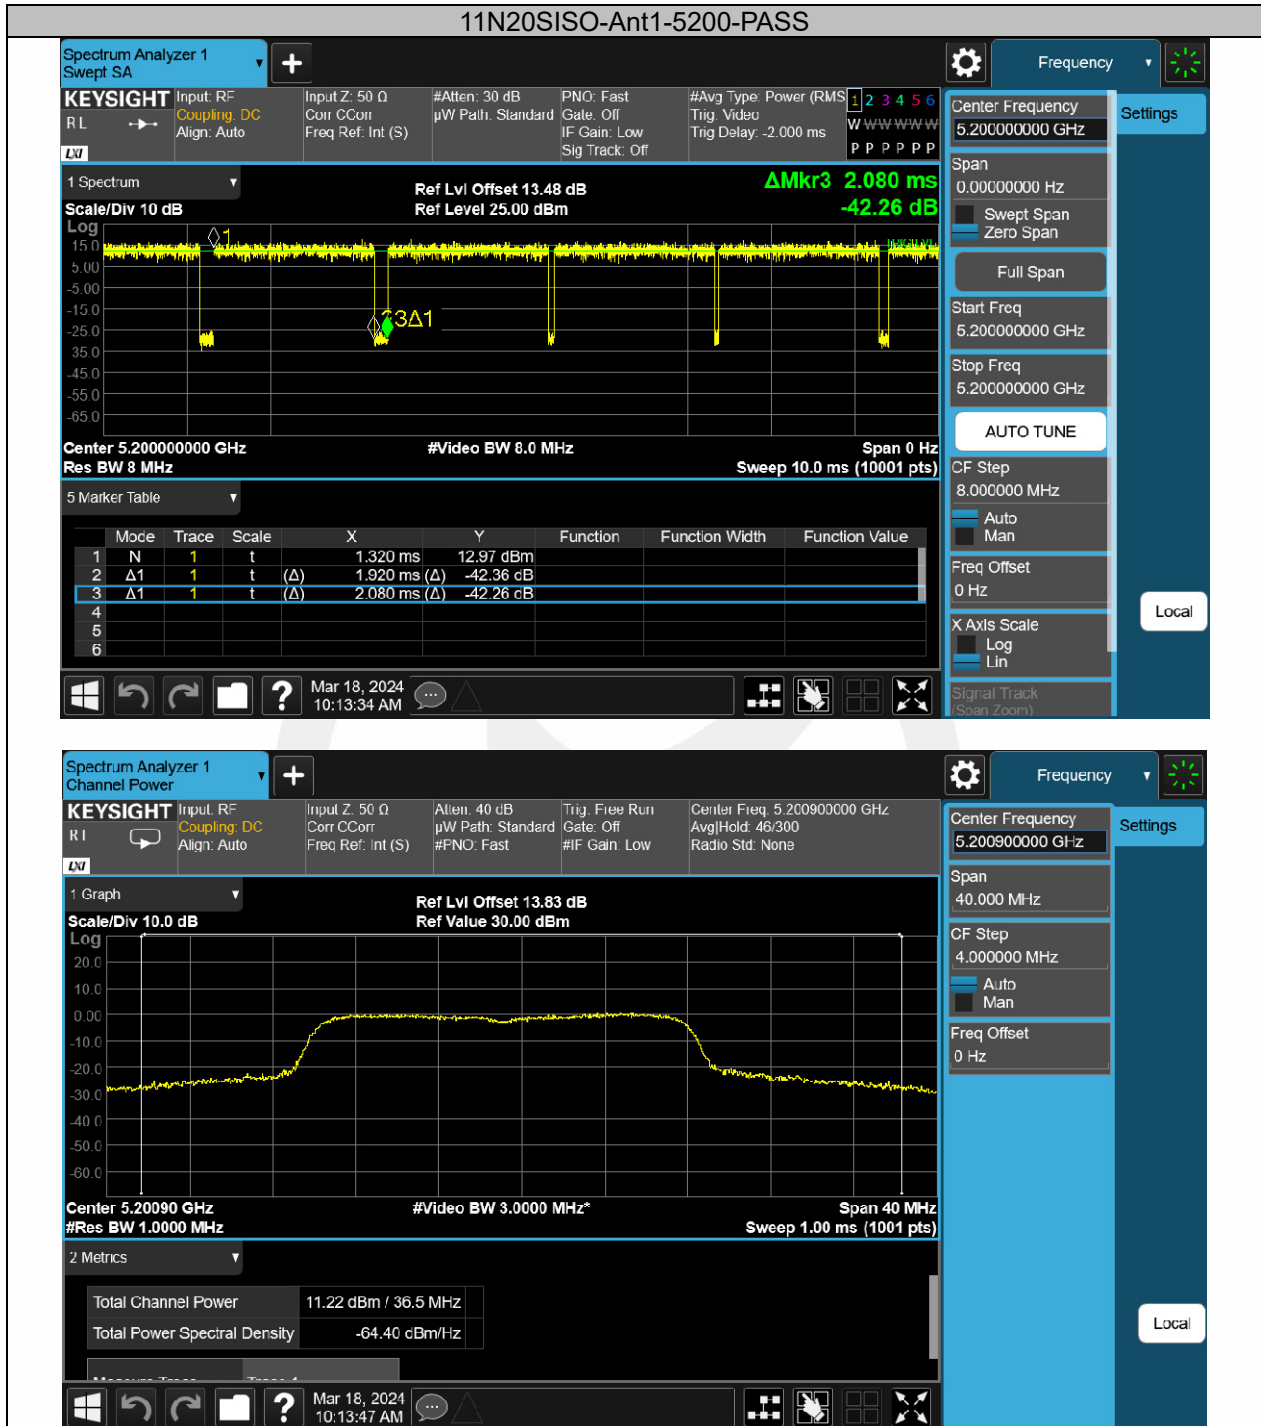 11N20SISO-Ant1-5200-PASS
Spectrum Analyzer 1
Swept SA
Frequency
KEYSIGHT
RL
LXI
Input: RF
Coupling: DC
Align: Auto
Input Z: 50 Ω
Corr CCorr
Freq Ref: Int (S)
#Atten: 30 dB
µW Path: Standard
PNO: Fast
Gate: Off
IF Gain: Low
Sig Track: Off
#Avg Type: Power (RMS
Trig: Video
Trig Delay: -2.000 ms
1 2 3 4 5 6
W W W W W W
P P P P P P
Center Frequency
5.200000000 GHz
Settings
Span
0.00000000 Hz
Swept Span
Zero Span
Full Span
Start Freq
5.200000000 GHz
Stop Freq
5.200000000 GHz
AUTO TUNE
CF Step
8.000000 MHz
Auto
Man
Freq Offset
0 Hz
X Axis Scale
Log
Lin
Signal Track
(Span Zoom)
Local
1 Spectrum
Scale/Div 10 dB
Ref Lvl Offset 13.48 dB
Ref Level 25.00 dBm
ΔMkr3 2.080 ms
-42.26 dB
Log
15.0
5.00
-5.00
-15.0
-25.0
-35.0
-45.0
-55.0
-65.0
1
3Δ1
Center 5.200000000 GHz
#Video BW 8.0 MHz
Span 0 Hz
Res BW 8 MHz
Sweep 10.0 ms (10001 pts)
5 Marker Table
Mode Trace Scale X Y Function Function Width Function Value
1 N 1 t 1.320 ms 12.97 dBm
2 Δ1 1 t (Δ) 1.920 ms (Δ) -42.36 dB
3 Δ1 1 t (Δ) 2.080 ms (Δ) -42.26 dB
4
5
6
?
Mar 18, 2024
10:13:34 AM
Spectrum Analyzer 1
Channel Power
Frequency
KEYSIGHT
LXI
Input: RF
Coupling: DC
Align: Auto
Input Z: 50 Ω
Corr CCorr
Freq Ref: Int (S)
Atten: 40 dB
µW Path: Standard
#PNO: Fast
Trig: Free Run
Gate: Off
#IF Gain: Low
Center Freq: 5.200900000 GHz
Avg|Hold: 46/300
Radio Std: None
Center Frequency
5.200900000 GHz
Settings
Span
40.000 MHz
CF Step
4.000000 MHz
Auto
Man
Freq Offset
0 Hz
Local
1 Graph
Scale/Div 10.0 dB
Ref Lvl Offset 13.83 dB
Ref Value 30.00 dBm
Log
20.0
10.0
0.00
-10.0
-20.0
-30.0
-40.0
-50.0
-60.0
Center 5.20090 GHz
#Video BW 3.0000 MHz*
Span 40 MHz
#Res BW 1.0000 MHz
Sweep 1.00 ms (1001 pts)
2 Metrics
Total Channel Power 11.22 dBm / 36.5 MHz
Total Power Spectral Density -64.40 dBm/Hz
?
Mar 18, 2024
10:13:47 AM